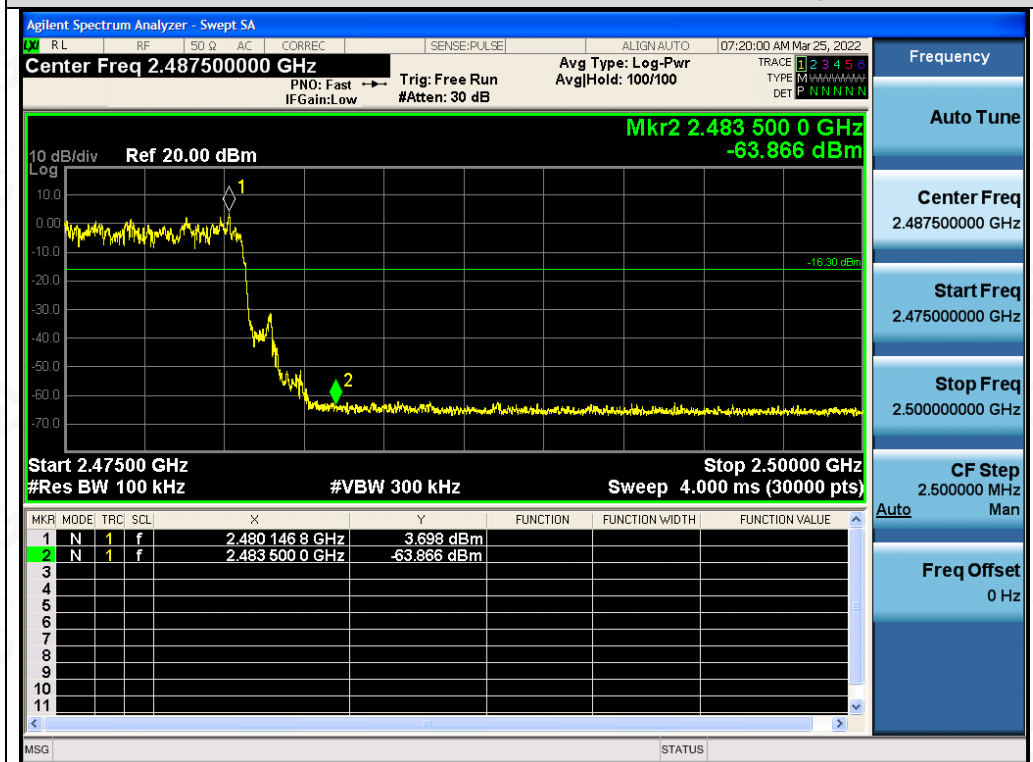 Agilent Spectrum Analyzer - Swept SA
LXI RL RF 50 Ω AC CORREC SENSE:PULSE ALIGN AUTO 07:20:00 AM Mar 25, 2022
Center Freq 2.487500000 GHz
PNO: Fast
IFGain:Low
Trig: Free Run
#Atten: 30 dB
Avg Type: Log-Pwr
Avg|Hold: 100/100
TRACE 1 2 3 4 5 6
TYPE M
DET P N N N N N
Mkr2 2.483 500 0 GHz
-63.866 dBm
10 dB/div Ref 20.00 dBm
Log
10.0
0.00
-10.0
-20.0
-30.0
-40.0
-50.0
-60.0
-70.0
1
-16.30 dBm
2
Start 2.47500 GHz Stop 2.50000 GHz
#Res BW 100 kHz #VBW 300 kHz Sweep 4.000 ms (30000 pts)
MKR MODE TRC SCL X Y FUNCTION FUNCTION WIDTH FUNCTION VALUE
1 N 1 f 2.480 146 8 GHz 3.698 dBm
2 N 1 f 2.483 500 0 GHz -63.866 dBm
3
4
5
6
7
8
9
10
11
MSG STATUS
Frequency
Auto Tune
Center Freq
2.487500000 GHz
Start Freq
2.475000000 GHz
Stop Freq
2.500000000 GHz
CF Step
2.500000 MHz
Auto Man
Freq Offset
0 Hz